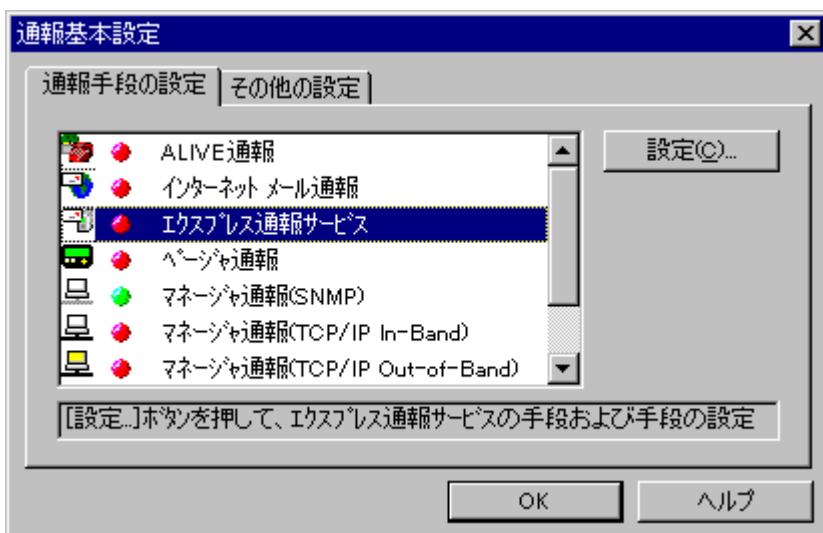 通報基本設定
通報手段の設定
その他の設定
ALIVE通報
設定(C)...
インターネット メール通報
エクスプレス通報サービス
ページャ通報
マネージャ通報(SNMP)
マネージャ通報(TCP/IP In-Band)
マネージャ通報(TCP/IP Out-of-Band)
[設定...]ボタンを押して、エクスプレス通報サービスの手段および手段の設定
OK
ヘルプ